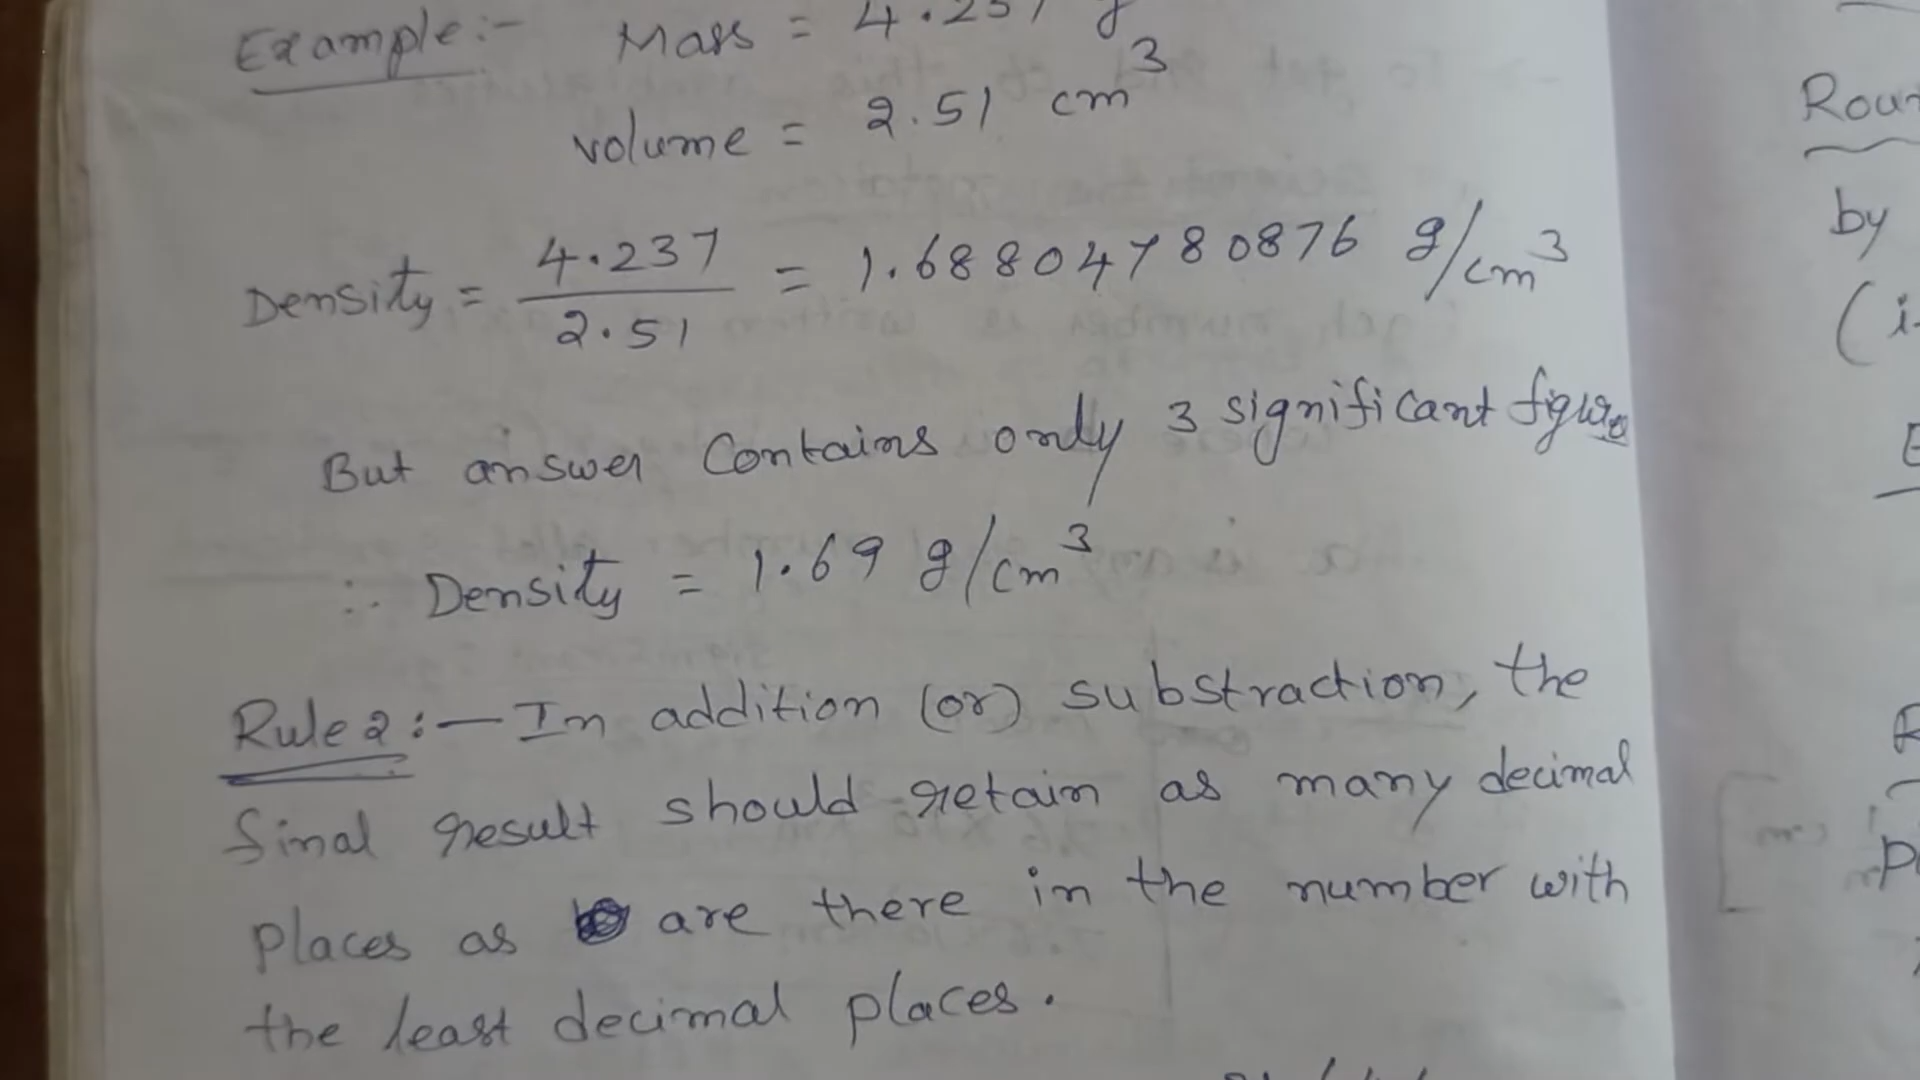 Example:- Mass = 4.237 g
volume = 2.51 cm³
Density = 4.237 / 2.51 = 1.68804780876 g/cm³
But answer contains only 3 significant figure
∴ Density = 1.69 g/cm³
Rule 2:- In addition (or) substraction, the
final result should retain as many decimal
places as are there in the number with
the least decimal places.
by
(i